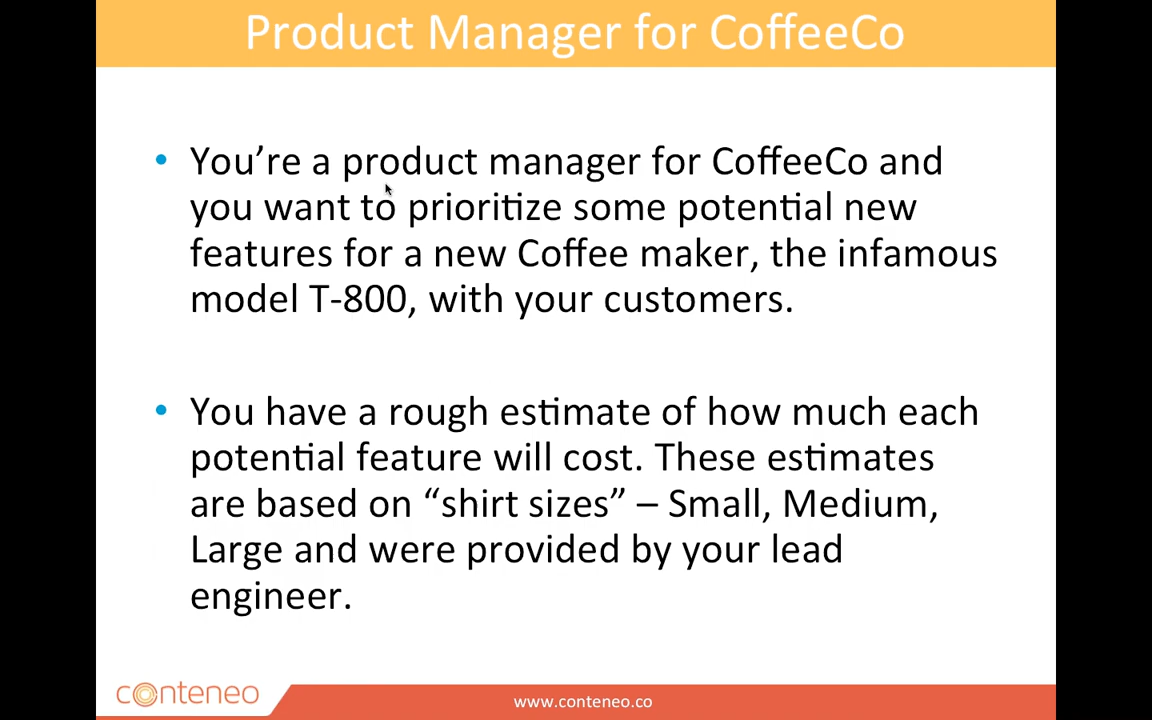 Product Manager for CoffeeCo
• You’re a product manager for CoffeeCo and
you want to prioritize some potential new
features for a new Coffee maker, the infamous
model T-800, with your customers.
• You have a rough estimate of how much each
potential feature will cost. These estimates
are based on “shirt sizes” – Small, Medium,
Large and were provided by your lead
engineer.
conteneo
www.conteneo.co